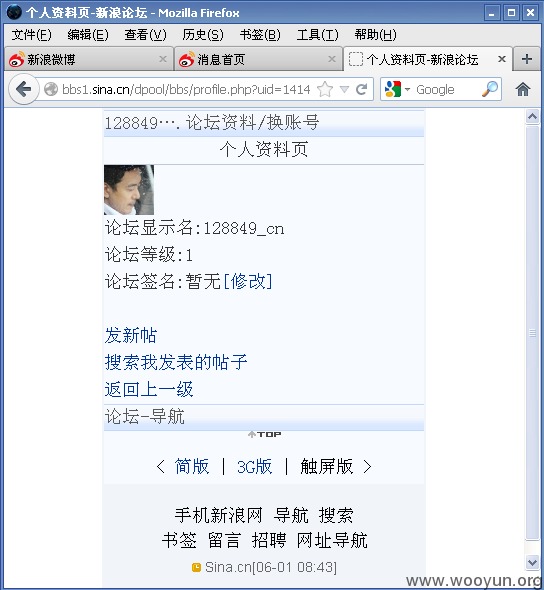 个人资料页-新浪论坛 - Mozilla Firefox
文件(F) 编辑(E) 查看(V) 历史(S) 书签(B) 工具(T) 帮助(H)
新浪微博 消息首页 个人资料页-新浪论坛
bbs1.sina.cn/dpool/bbs/profile.php?uid=1414 Google
128849….论坛资料/换账号
个人资料页
论坛显示名:128849_cn
论坛等级:1
论坛签名:暂无[修改]
发新帖
搜索我发表的帖子
返回上一级
论坛-导航
TOP
< 简版 | 3G版 | 触屏版 >
手机新浪网 导航 搜索
书签 留言 招聘 网址导航
Sina.cn[06-01 08:43]
www.wooyun.org